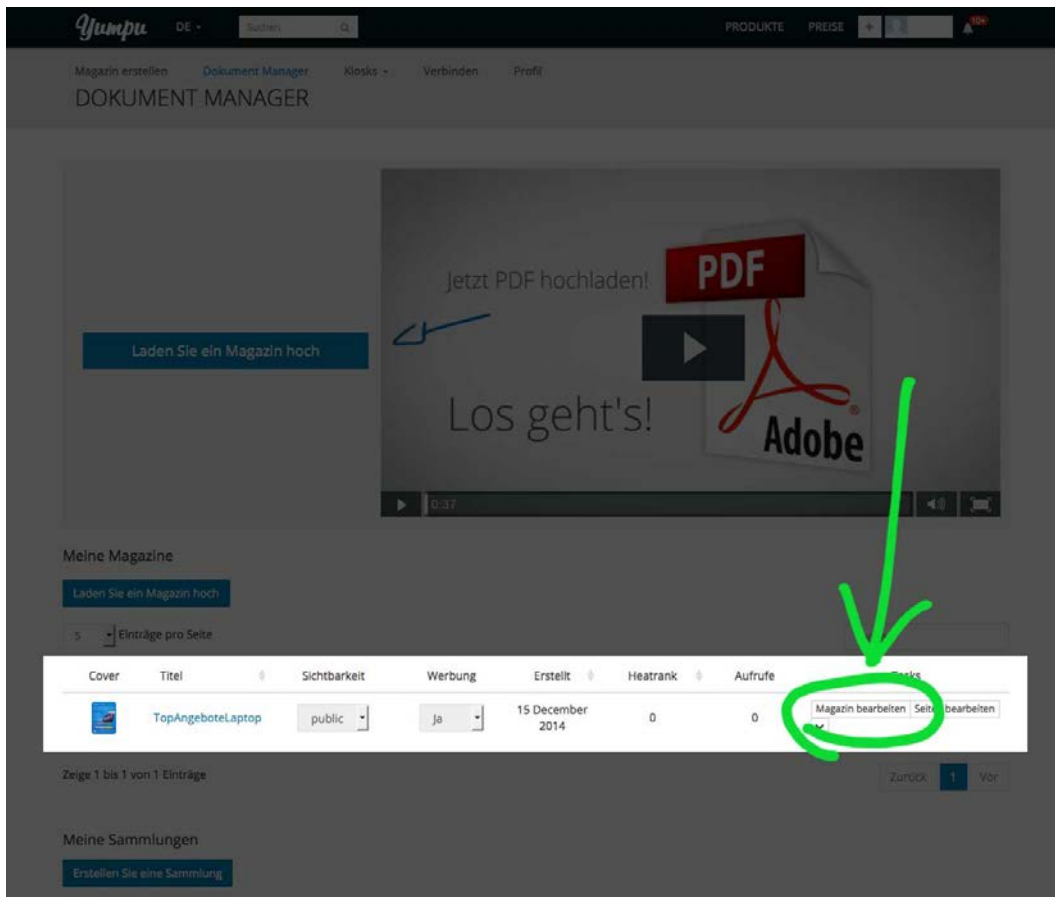 Yumpu DE Suchen PRODUKTE PREISE + 10+
Magazin erstellen Dokument Manager Kiosks Verbinden Profil
DOKUMENT MANAGER
Jetzt PDF hochladen! PDF
Laden Sie ein Magazin hoch
Los geht's!
Adobe
0:37
Meine Magazine
Laden Sie ein Magazin hoch
5 Einträge pro Seite
Cover Titel Sichtbarkeit Werbung Erstellt Heatrank Aufrufe
TopAngeboteLaptop public Ja 15 December 2014 0 0 Magazin bearbeiten Seiten bearbeiten
Zeige 1 bis 1 von 1 Einträge Zurück 1 Vor
Meine Sammlungen
Erstellen Sie eine Sammlung